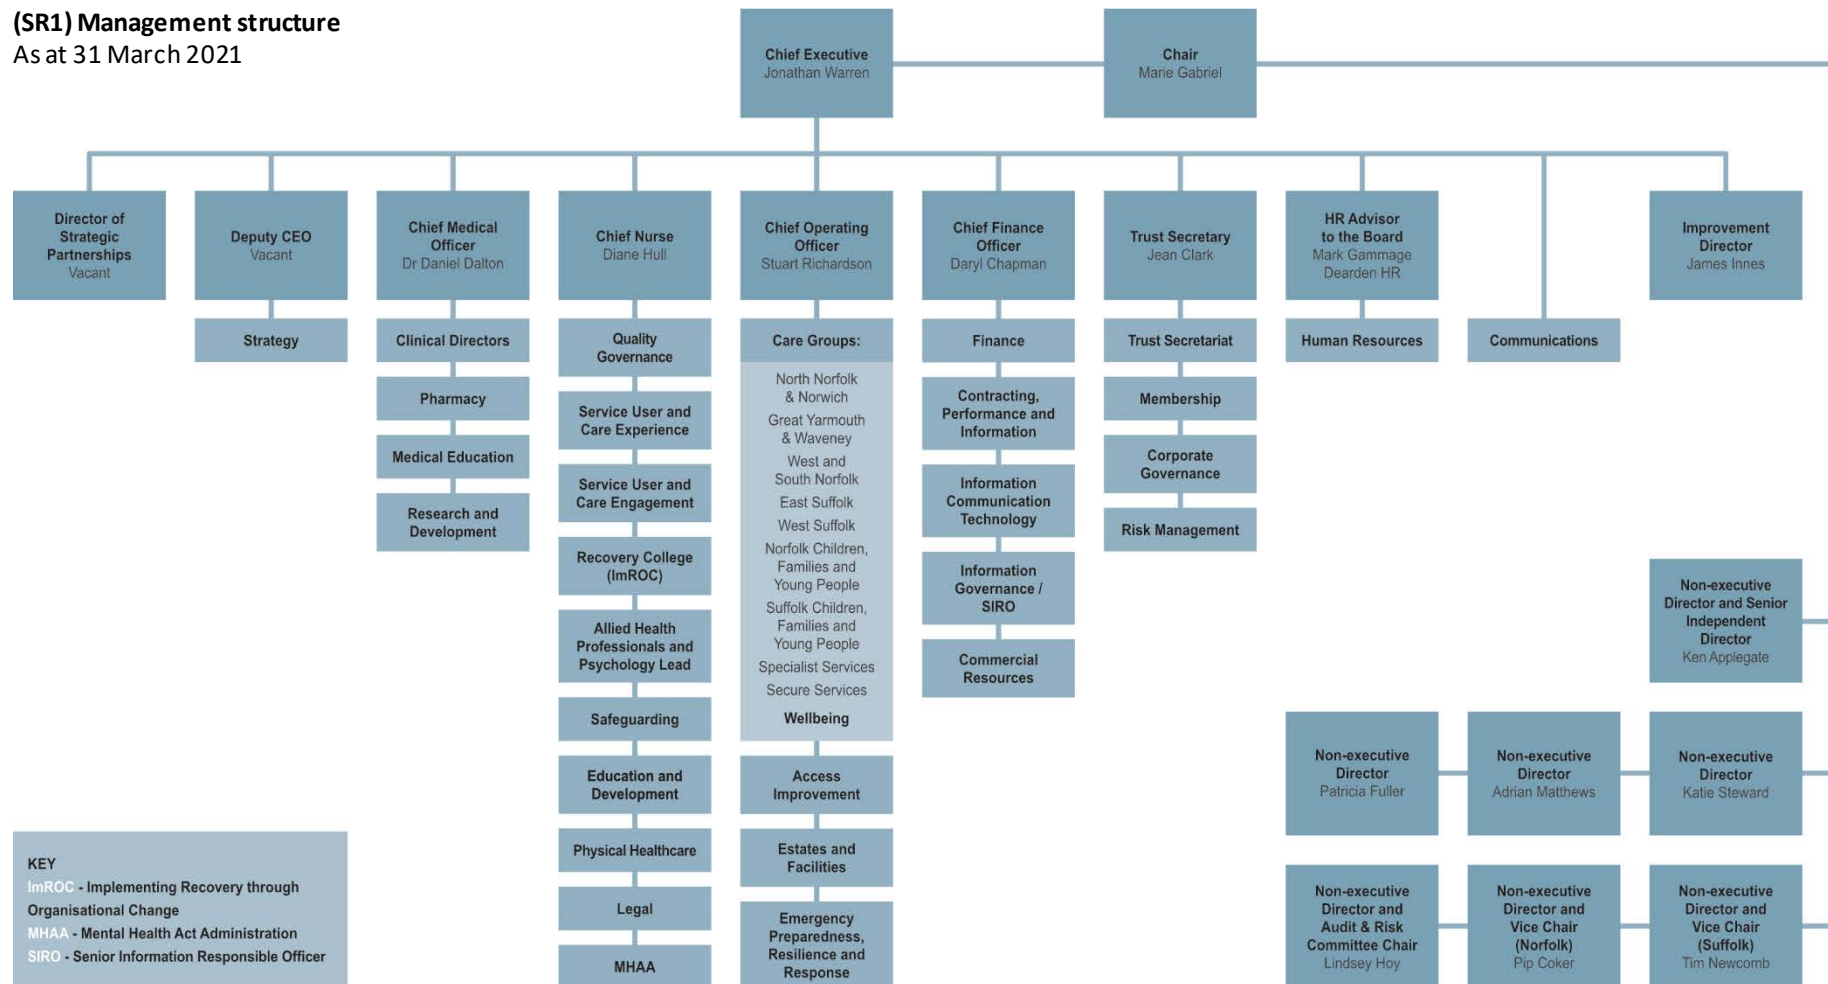 (SR1) Management structure
As at 31 March 2021
Chief Executive
Jonathan Warren
Chair
Marie Gabriel
Director of
Strategic
Partnerships
Vacant
Deputy CEO
Vacant
Chief Medical
Officer
Dr Daniel Dalton
Chief Nurse
Diane Hull
Chief Operating
Officer
Stuart Richardson
Chief Finance
Officer
Daryl Chapman
Trust Secretary
Jean Clark
HR Advisor
to the Board
Mark Gammage
Dearden HR
Improvement
Director
James Innes
Strategy
Clinical Directors
Pharmacy
Medical Education
Research and
Development
Quality
Governance
Service User and
Care Experience
Service User and
Care Engagement
Recovery College
(ImROC)
Allied Health
Professionals and
Psychology Lead
Safeguarding
Education and
Development
Physical Healthcare
Legal
MHAA
Care Groups:
North Norfolk
& Norwich
Great Yarmouth
& Waveney
West and
South Norfolk
East Suffolk
West Suffolk
Norfolk Children,
Families and
Young People
Suffolk Children,
Families and
Young People
Specialist Services
Secure Services
Wellbeing
Access
Improvement
Estates and
Facilities
Emergency
Preparedness,
Resilience and
Response
Finance
Contracting,
Performance and
Information
Information
Communication
Technology
Information
Governance /
SIRO
Commercial
Resources
Trust Secretariat
Membership
Corporate
Governance
Risk Management
Human Resources
Communications
Non-executive
Director and Senior
Independent
Director
Ken Applegate
Non-executive
Director
Patricia Fuller
Non-executive
Director
Adrian Matthews
Non-executive
Director
Katie Steward
Non-executive
Director and
Audit & Risk
Committee Chair
Lindsey Hoy
Non-executive
Director and
Vice Chair
(Norfolk)
Pip Coker
Non-executive
Director and
Vice Chair
(Suffolk)
Tim Newcomb
KEY
ImROC - Implementing Recovery through
Organisational Change
MHAA - Mental Health Act Administration
SIRO - Senior Information Responsible Officer